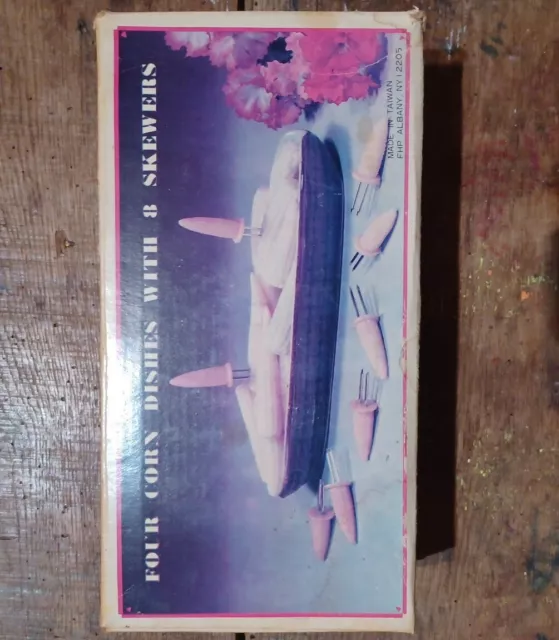 FOUR CORN DISHES WITH 8 SKEWERS
MADE IN TAIWAN
FHP ALBANY, NY 12205